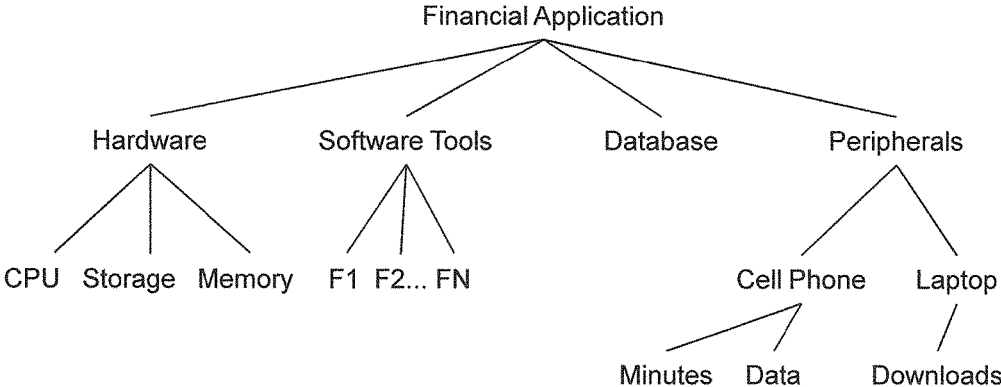 Financial Application
Hardware Software Tools Database Peripherals
CPU Storage Memory F1 F2... FN Cell Phone Laptop
Minutes Data Downloads